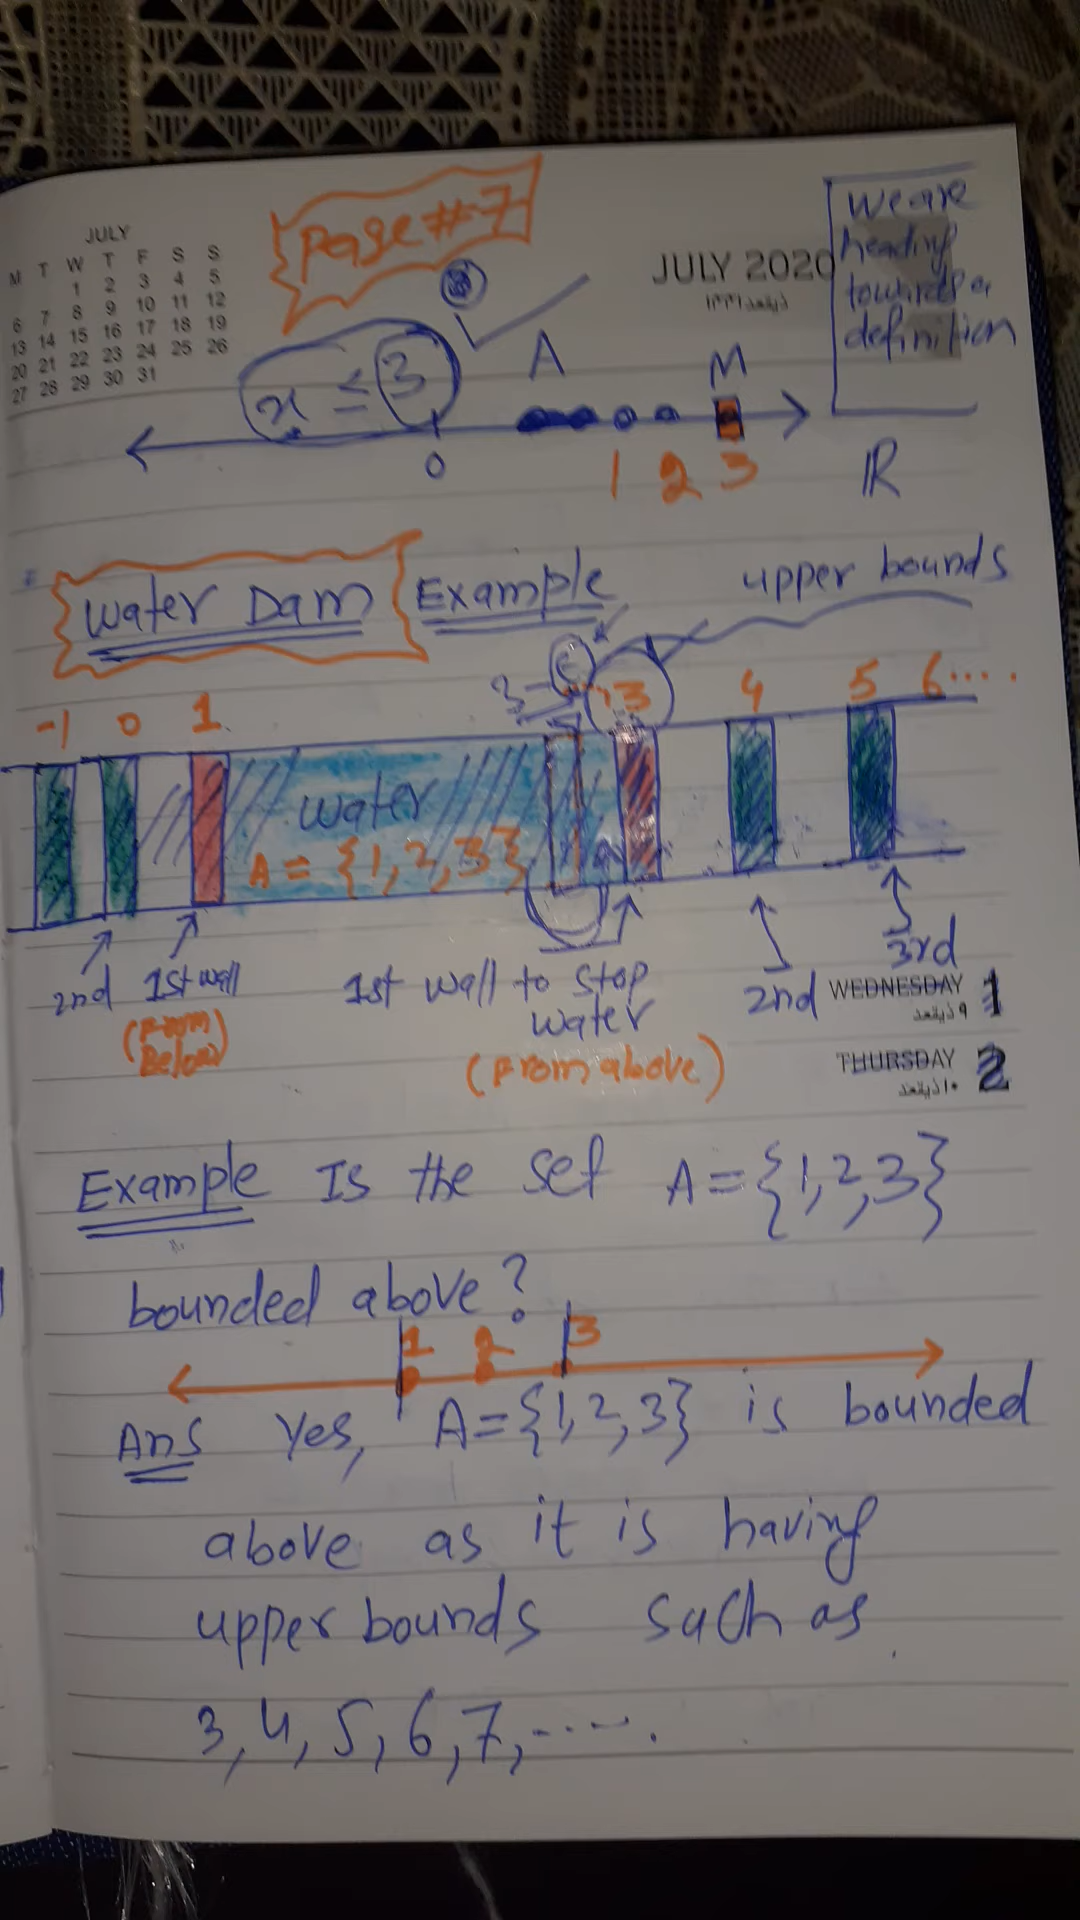 Page #7
We are
heading
towards a
definition
JULY
M T W T F S S
1 2 3 4 5
6 7 8 9 10 11 12
13 14 15 16 17 18 19
20 21 22 23 24 25 26
27 28 29 30 31
JULY 2020
x ≤ 3
A M
0 1 2 3 ℝ
Water Dam Example
upper bounds
-1 0 1 3-ε 3 4 5 6....
Water
A = {1,2,3}
2nd 1st wall
(From
Below)
1st wall to stop
water
(From above)
2nd
3rd
WEDNESDAY 1
THURSDAY 2
Example Is the set A={1,2,3}
bounded above?
1 2 3
Ans Yes, A={1,2,3} is bounded
above as it is having
upper bounds such as
3,4,5,6,7,.....